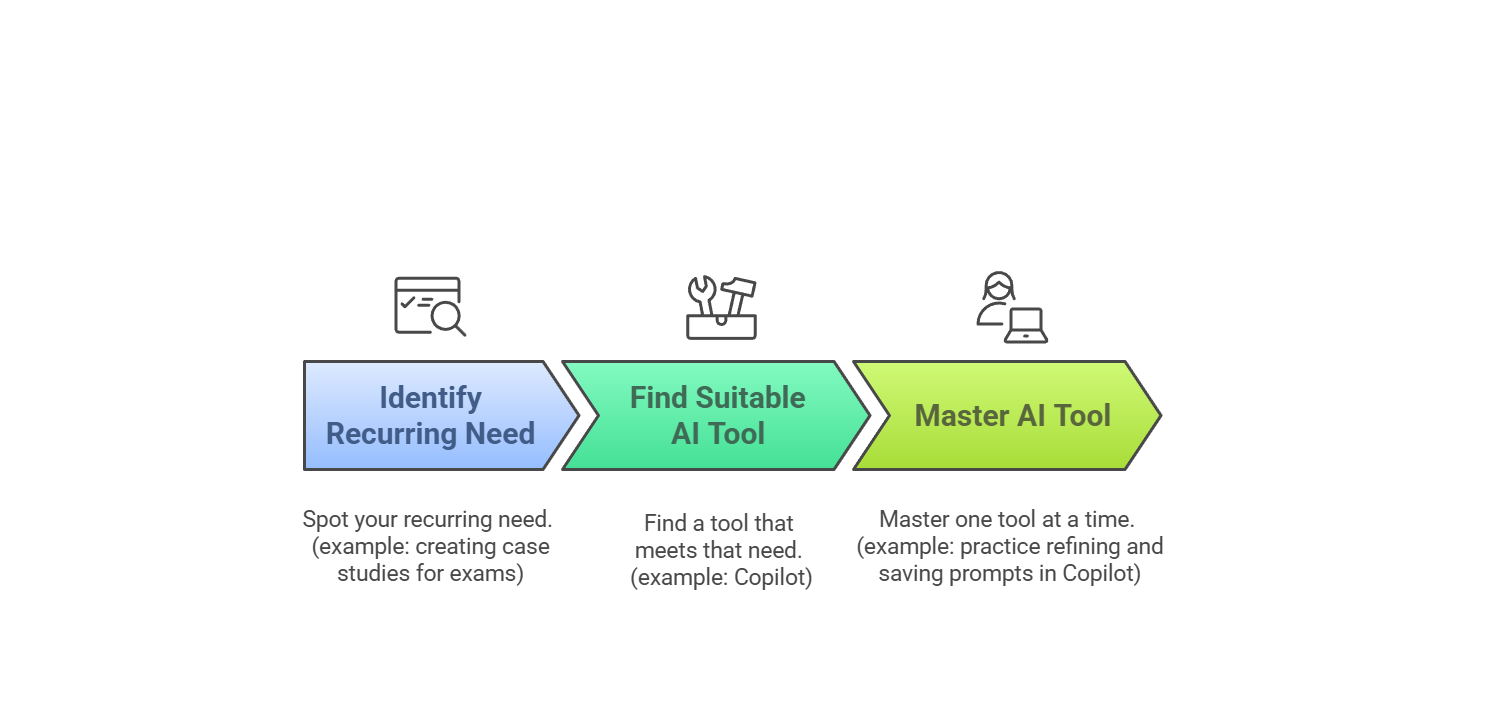 Identify
Recurring Need
Find Suitable
AI Tool
Master AI Tool
Spot your recurring need.
(example: creating case
studies for exams)
Find a tool that
meets that need.
(example: Copilot)
Master one tool at a time.
(example: practice refining and
saving prompts in Copilot)